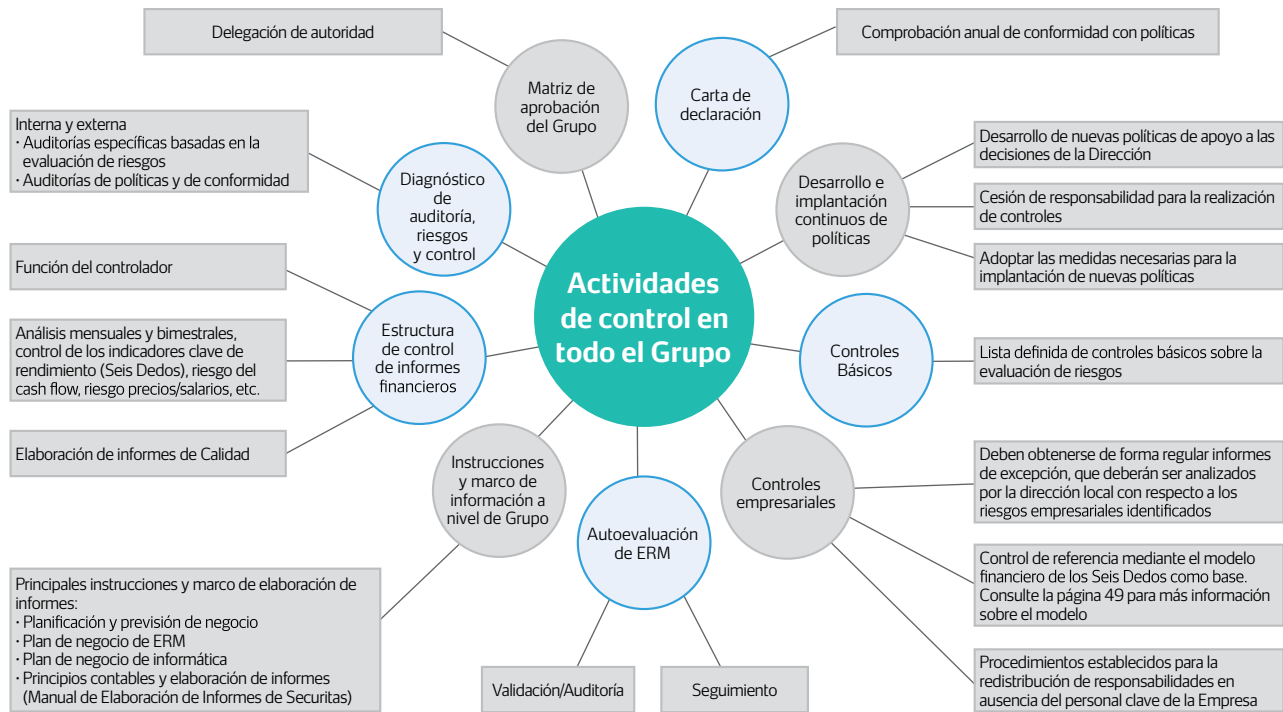 Delegación de autoridad
Comprobación anual de conformidad con políticas
Matriz de
aprobación
del Grupo
Carta de
declaración
Interna y externa
· Auditorías específicas basadas en la
evaluación de riesgos
· Auditorías de políticas y de conformidad
Diagnóstico
de
auditoría,
riesgos
y control
Desarrollo e
implantación
continuos de
políticas
Desarrollo de nuevas políticas de apoyo a las
decisiones de la Dirección
Cesión de responsabilidad para la realización
de controles
Adoptar las medidas necesarias para la
implantación de nuevas políticas
Actividades
de control en
todo el Grupo
Función del controlador
Análisis mensuales y bimestrales,
control de los indicadores clave de
rendimiento (Seis Dedos), riesgo del
cash flow, riesgo precios/salarios, etc.
Elaboración de informes de Calidad
Estructura
de control
de informes
financieros
Controles
Básicos
Lista definida de controles básicos sobre la
evaluación de riesgos
Instrucciones
y marco de
información a
nivel de Grupo
Autoevaluación
de ERM
Controles
empresariales
Deben obtenerse de forma regular informes
de excepción, que deberán ser analizados
por la dirección local con respecto a los
riesgos empresariales identificados
Control de referencia mediante el modelo
financiero de los Seis Dedos como base.
Consulte la página 49 para más información
sobre el modelo
Procedimientos establecidos para la
redistribución de responsabilidades en
ausencia del personal clave de la Empresa
Principales instrucciones y marco de elaboración de
informes:
· Planificación y previsión de negocio
· Plan de negocio de ERM
· Plan de negocio de informática
· Principios contables y elaboración de informes
(Manual de Elaboración de Informes de Securitas)
Validación/Auditoría
Seguimiento